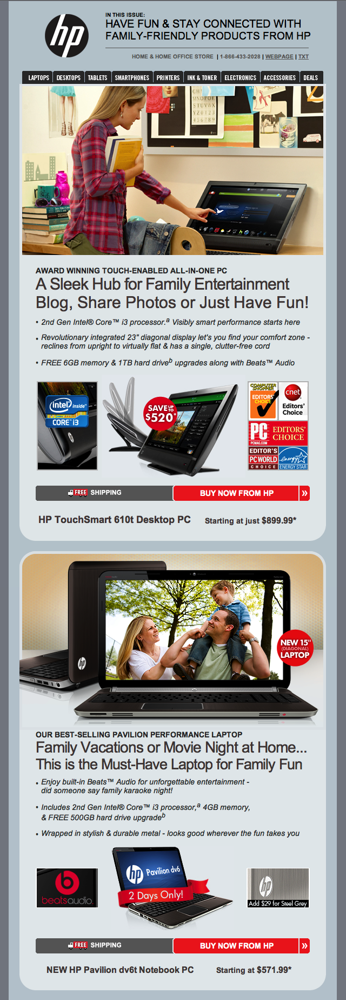 hp
IN THIS ISSUE:
HAVE FUN & STAY CONNECTED WITH
FAMILY-FRIENDLY PRODUCTS FROM HP
HOME & HOME OFFICE STORE | 1-866-433-2028 | WEBPAGE | TXT
LAPTOPS DESKTOPS TABLETS SMARTPHONES PRINTERS INK & TONER ELECTRONICS ACCESSORIES DEALS
AWARD WINNING TOUCH-ENABLED ALL-IN-ONE PC
A Sleek Hub for Family Entertainment
Blog, Share Photos or Just Have Fun!
• 2nd Gen Intel® Core™ i3 processor.a Visibly smart performance starts here
• Revolutionary integrated 23" diagonal display let's you find your comfort zone -
reclines from upright to virtually flat & has a single, clutter-free cord
• FREE 6GB memory & 1TB hard driveb upgrades along with Beats™ Audio
intel inside™
CORE™ i3
SAVE UP TO
$520*
COMPUTER SHOPPER
EDITORS' CHOICE
cnet
Editors' Choice
PC
PCMAG.COM
EDITORS' CHOICE
EDITOR'S
PC WORLD
CHOICE
energy
ENERGY STAR
FREE SHIPPING
BUY NOW FROM HP »
HP TouchSmart 610t Desktop PC Starting at just $899.99*
hp
NEW 15"
(DIAGONAL)
LAPTOP
OUR BEST-SELLING PAVILION PERFORMANCE LAPTOP
Family Vacations or Movie Night at Home...
This is the Must-Have Laptop for Family Fun
• Enjoy built-in Beats™ Audio for unforgettable entertainment -
did someone say family karaoke night!
• Includes 2nd Gen Intel® Core™ i3 processor,a 4GB memory,
& FREE 500GB hard drive upgradeb
• Wrapped in stylish & durable metal - looks good wherever the fun takes you
beatsaudio.
hp Pavilion dv6
2 Days Only!
hp
Add $29 for Steel Grey
FREE SHIPPING
BUY NOW FROM HP »
NEW HP Pavilion dv6t Notebook PC Starting at $571.99*